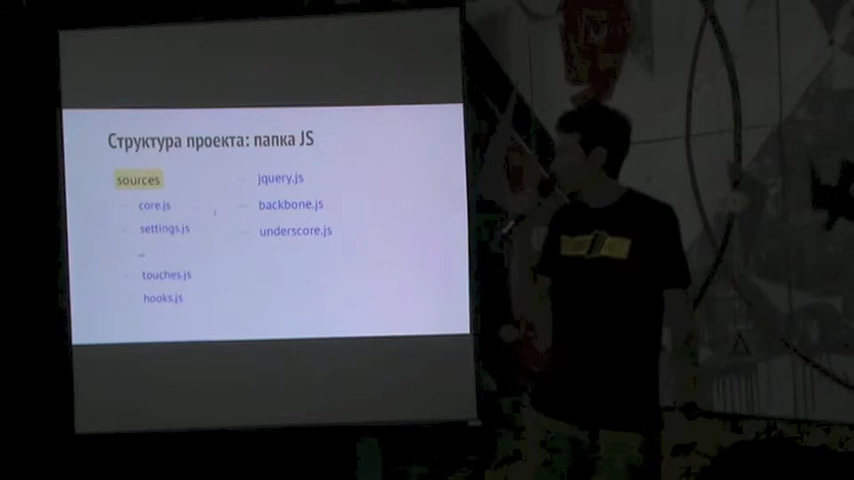 Структура проекта: папка JS
sources
core.js
settings.js
...
touches.js
hooks.js
jquery.js
backbone.js
underscore.js